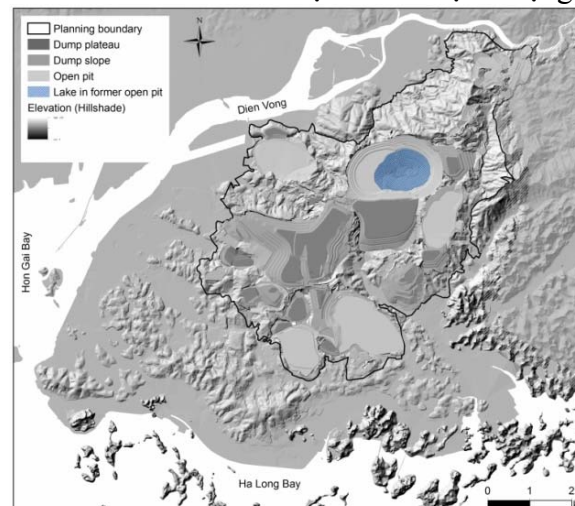 N
Planning boundary
Dump plateau
Dump slope
Open pit
Lake in former open pit
Elevation (Hillshade)
Dien Vong
Hon Gai Bay
Ha Long Bay
0 1 2